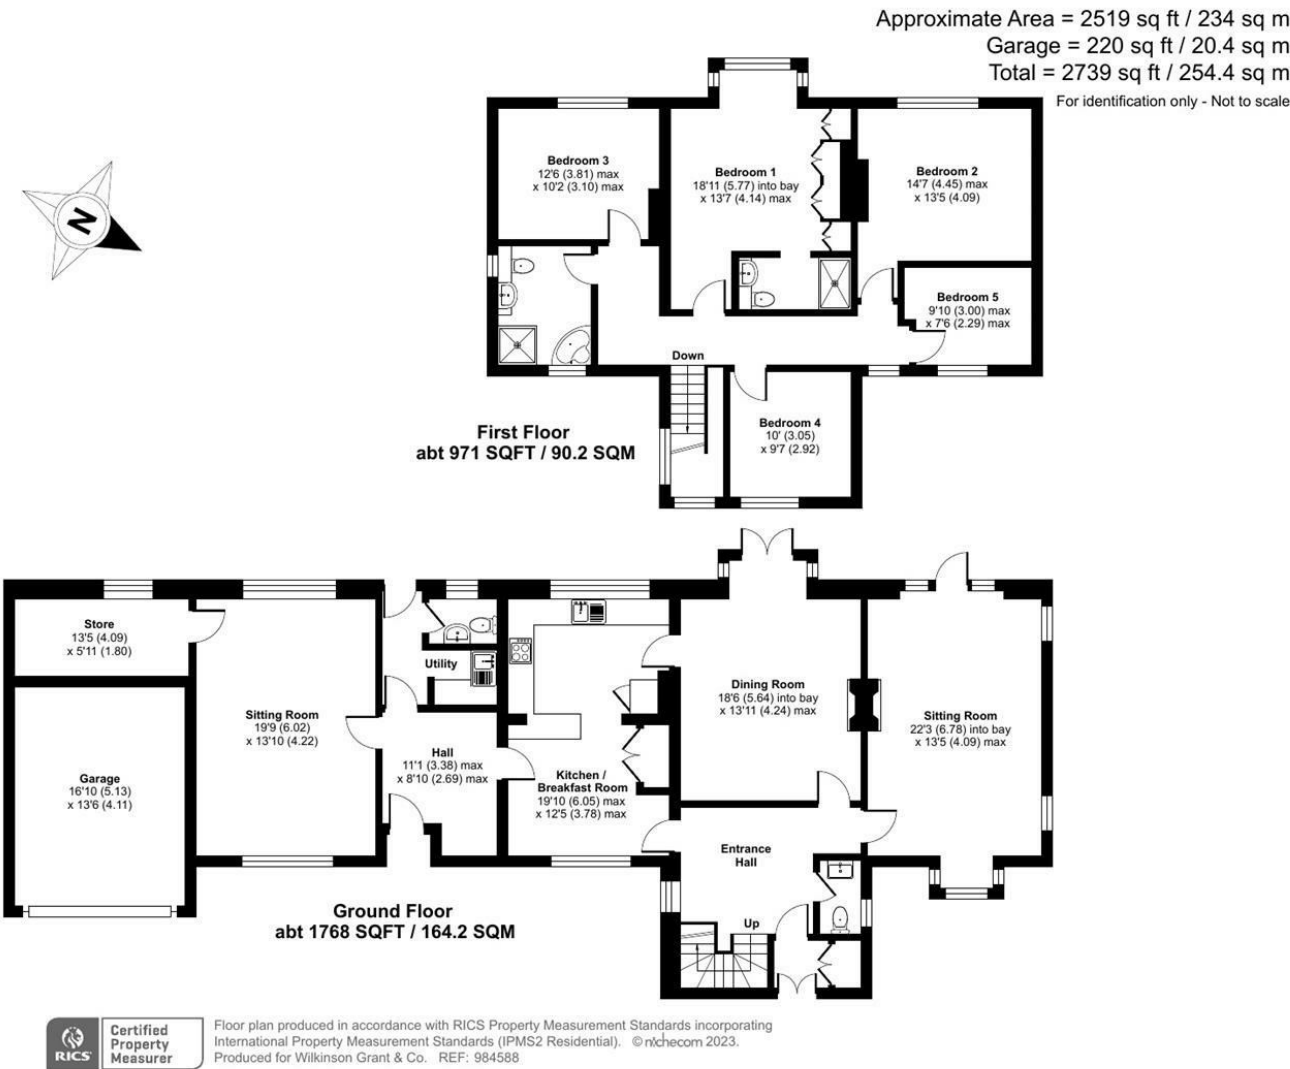 Approximate Area = 2519 sq ft / 234 sq m
Garage = 220 sq ft / 20.4 sq m
Total = 2739 sq ft / 254.4 sq m
For identification only - Not to scale
N
Bedroom 3
12'6 (3.81) max
x 10'2 (3.10) max
Bedroom 1
18'11 (5.77) into bay
x 13'7 (4.14) max
Bedroom 2
14'7 (4.45) max
x 13'5 (4.09)
Bedroom 5
9'10 (3.00) max
x 7'6 (2.29) max
Down
Bedroom 4
10' (3.05)
x 9'7 (2.92)
First Floor
abt 971 SQFT / 90.2 SQM
Store
13'5 (4.09)
x 5'11 (1.80)
Utility
Sitting Room
19'9 (6.02)
x 13'10 (4.22)
Dining Room
18'6 (5.64) into bay
x 13'11 (4.24) max
Sitting Room
22'3 (6.78) into bay
x 13'5 (4.09) max
Hall
11'1 (3.38) max
x 8'10 (2.69) max
Garage
16'10 (5.13)
x 13'6 (4.11)
Kitchen /
Breakfast Room
19'10 (6.05) max
x 12'5 (3.78) max
Entrance
Hall
Up
Ground Floor
abt 1768 SQFT / 164.2 SQM
RICS
Certified
Property
Measurer
Floor plan produced in accordance with RICS Property Measurement Standards incorporating
International Property Measurement Standards (IPMS2 Residential). © nichecom 2023.
Produced for Wilkinson Grant & Co. REF: 984588